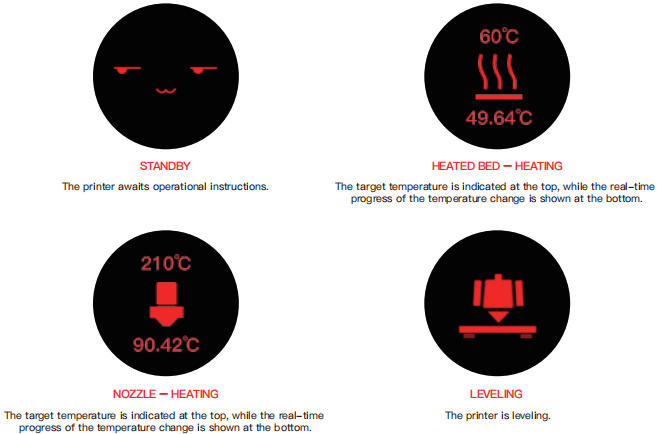 60℃
49.64℃
STANDBY
HEATED BED – HEATING
The printer awaits operational instructions.
The target temperature is indicated at the top, while the real-time
progress of the temperature change is shown at the bottom.
210℃
90.42℃
NOZZLE – HEATING
LEVELING
The target temperature is indicated at the top, while the real-time
progress of the temperature change is shown at the bottom.
The printer is leveling.